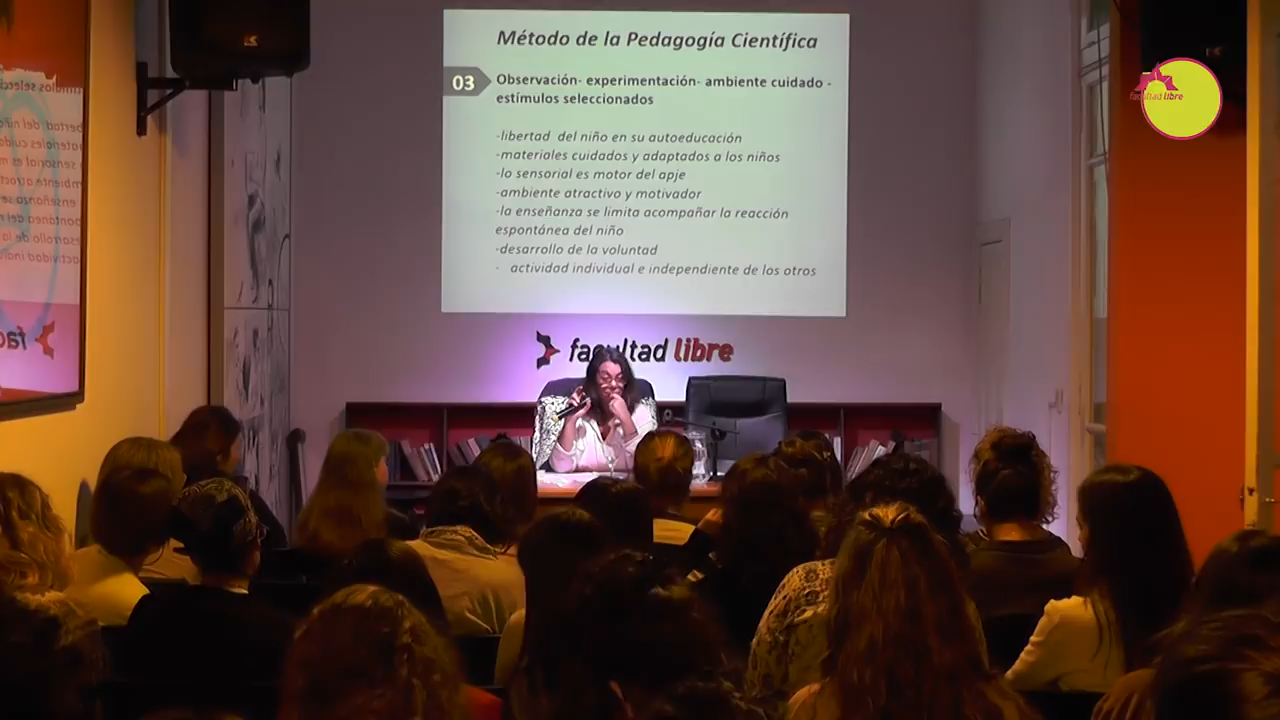 Método de la Pedagogía Científica
03
Observación- experimentación- ambiente cuidado -
estímulos seleccionados
-libertad del niño en su autoeducación
-materiales cuidados y adaptados a los niños
-lo sensorial es motor del apje
-ambiente atractivo y motivador
-la enseñanza se limita acompañar la reacción
espontánea del niño
-desarrollo de la voluntad
- actividad individual e independiente de los otros
facultad libre
facultad libre